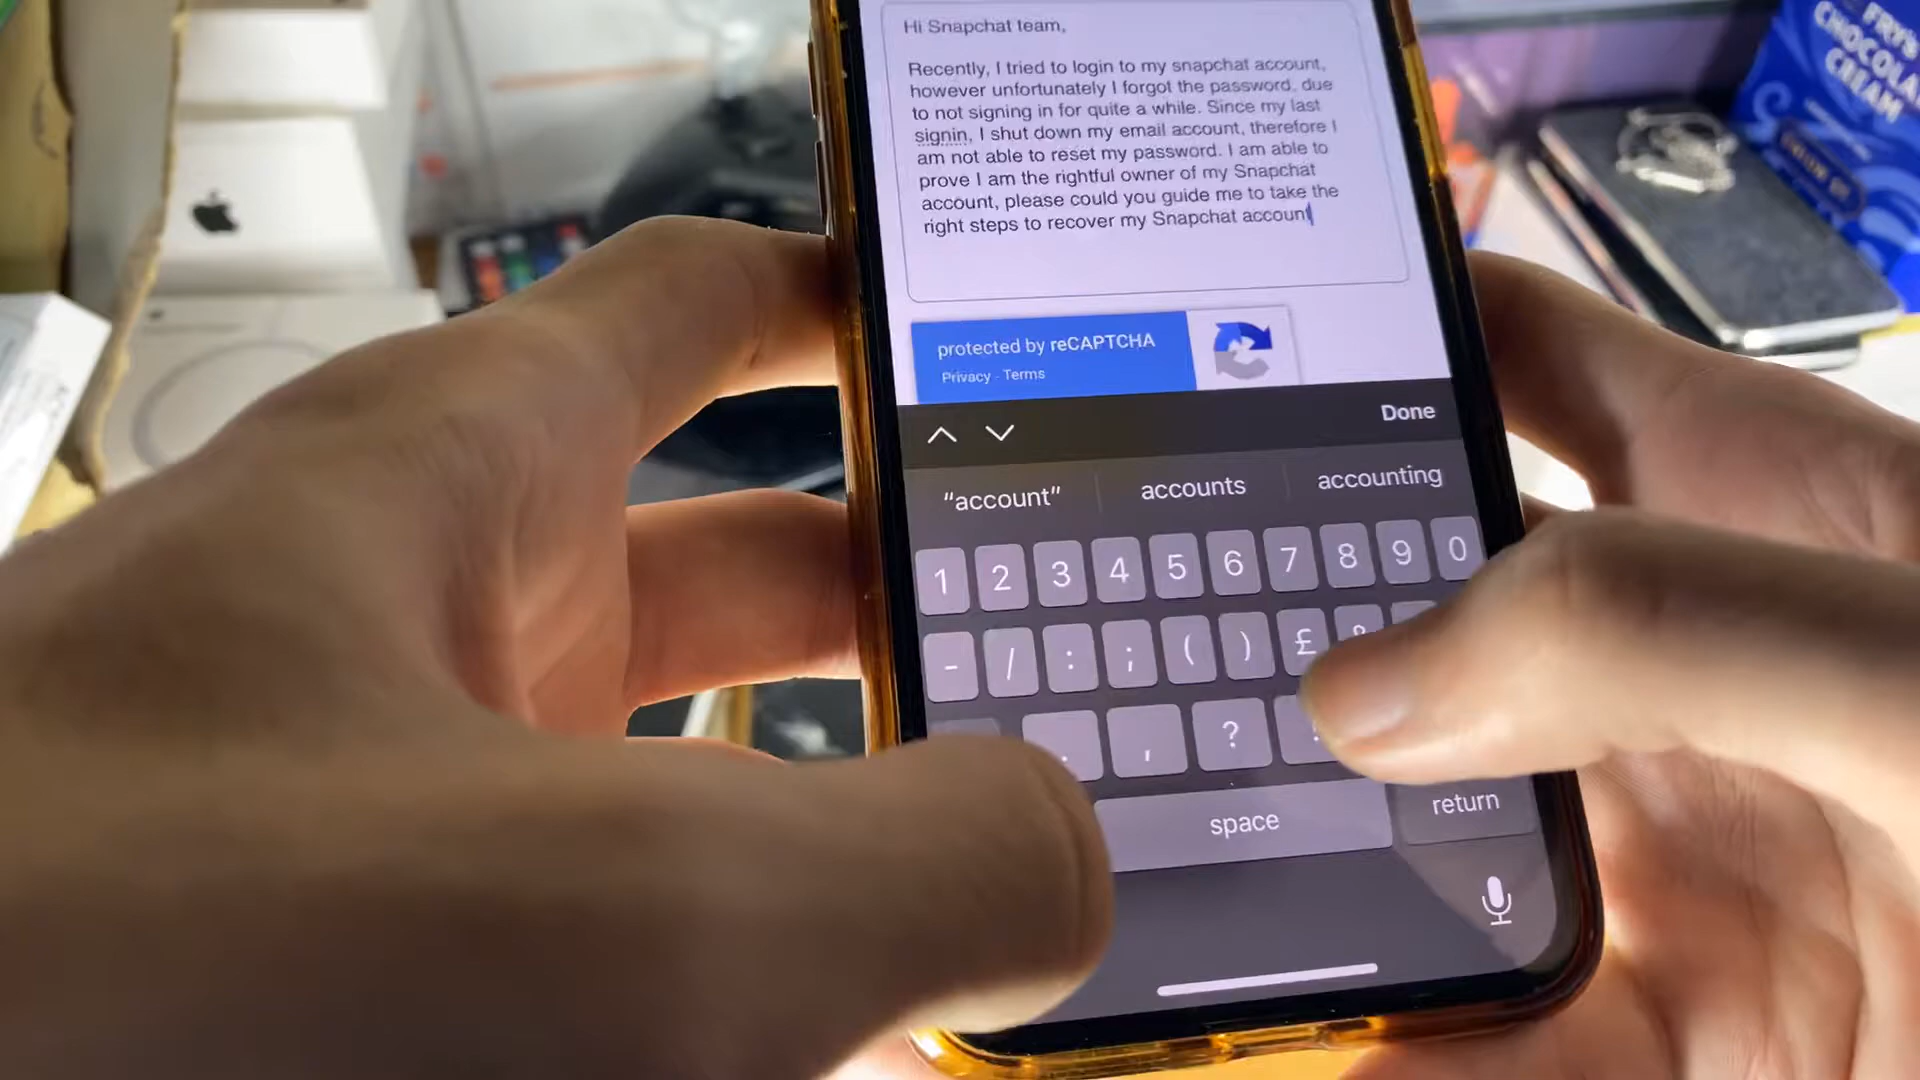 Hi Snapchat team,
Recently, I tried to login to my snapchat account,
however unfortunately I forgot the password, due
to not signing in for quite a while. Since my last
signin, I shut down my email account, therefore I
am not able to reset my password. I am able to
prove I am the rightful owner of my Snapchat
account, please could you guide me to take the
right steps to recover my Snapchat account
protected by reCAPTCHA
Privacy - Terms
Done
"account" accounts accounting
1 2 3 4 5 6 7 8 9 0
- / : ; ( ) £
. , ? !
space return
FRY'S
CHOCOLA
CREAM